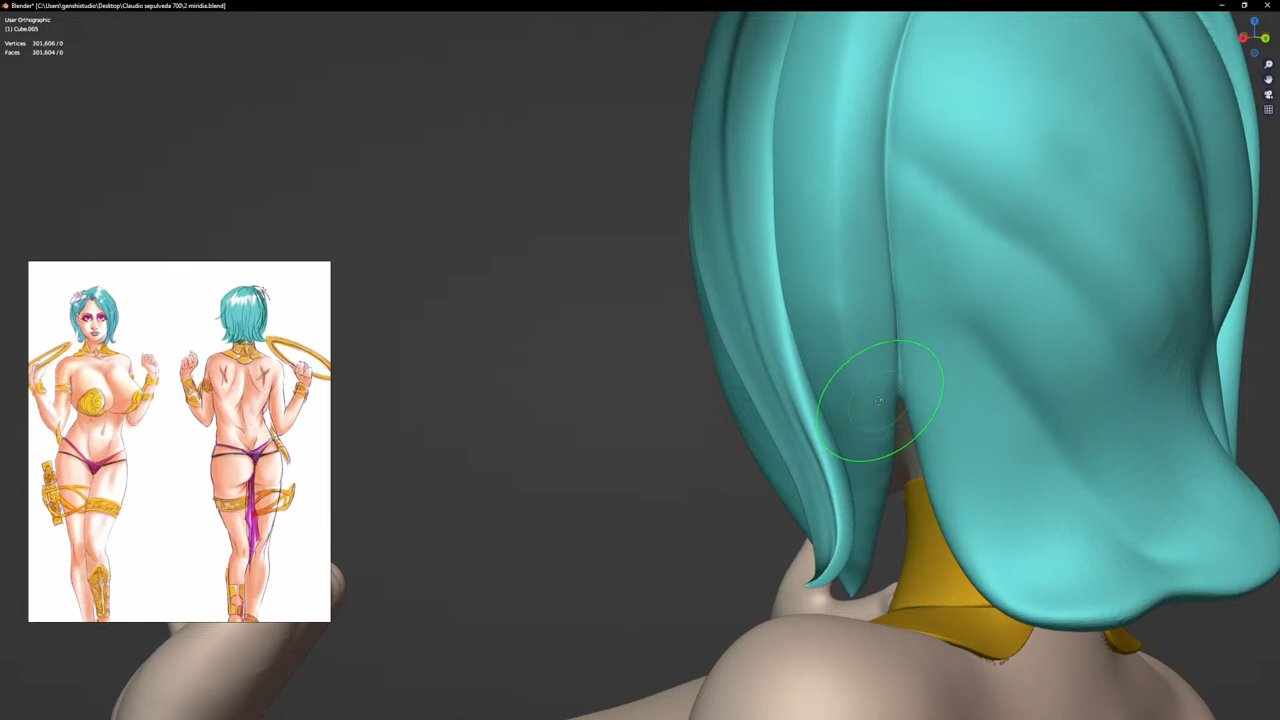 Blender* [C:\Users\genshistudio\Desktop\Claudio sepulveda 700\2 miridia.blend]
User Orthographic
(1) Cube.005
Vertices 301,606 / 0
Faces 301,604 / 0